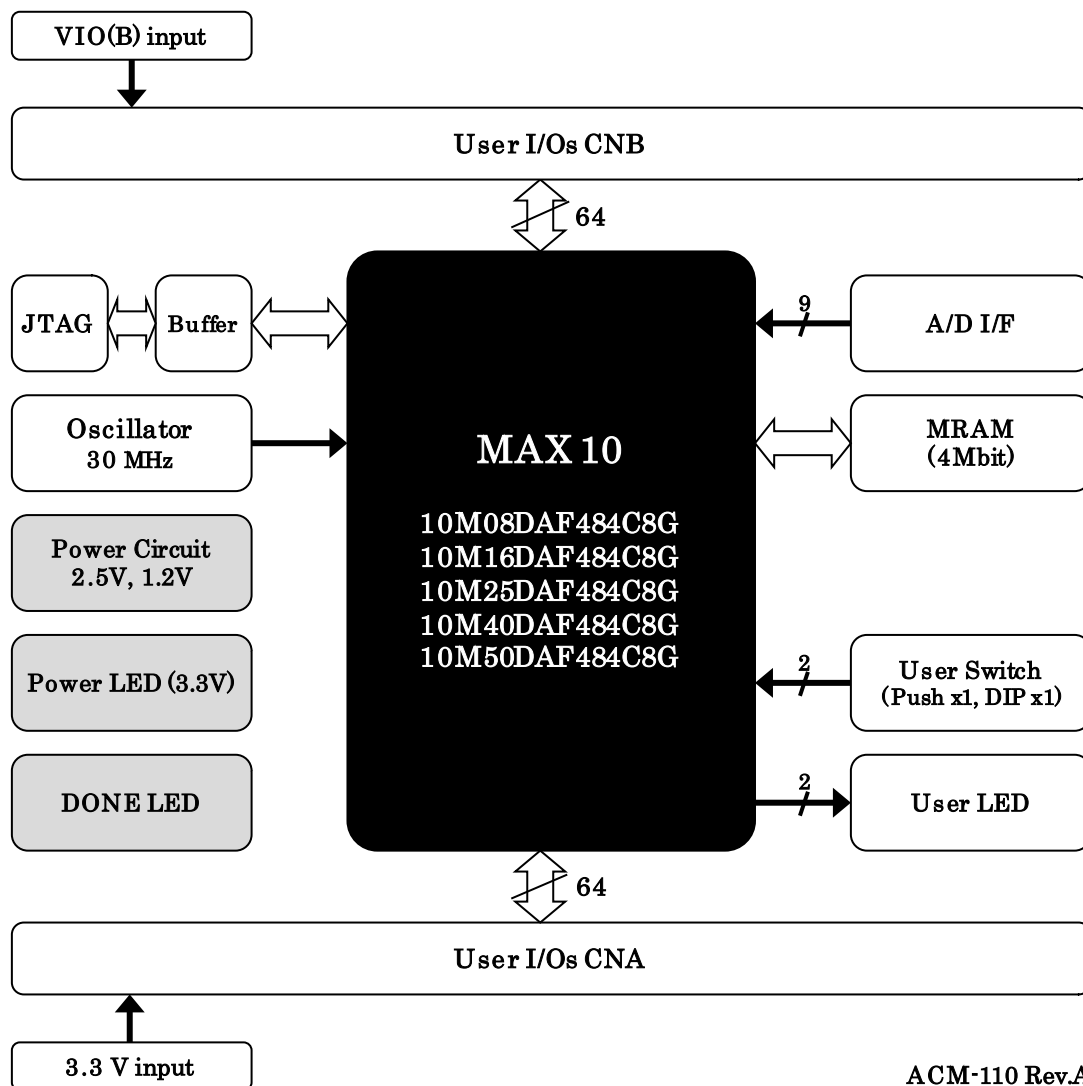 VIO(B) input
User I/Os CNB
64
JTAG
Buffer
9
A/D I/F
Oscillator
30 MHz
MAX 10
MRAM
(4Mbit)
10M08DAF484C8G
10M16DAF484C8G
10M25DAF484C8G
10M40DAF484C8G
10M50DAF484C8G
Power Circuit
2.5V, 1.2V
Power LED (3.3V)
2
User Switch
(Push x1, DIP x1)
DONE LED
2
User LED
64
User I/Os CNA
3.3 V input
ACM-110 Rev.A